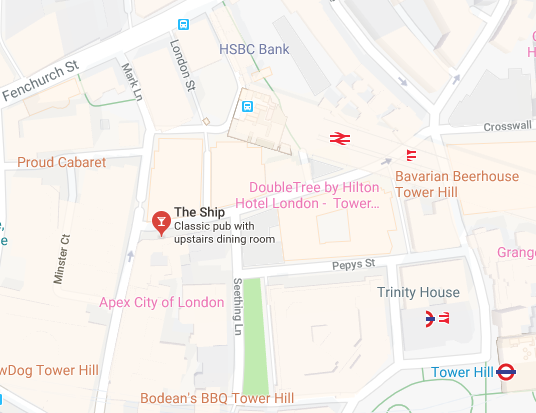 HSBC Bank
London St
Fenchurch St
Mark Ln
Crosswall
Proud Cabaret
Bavarian Beerhouse
Tower Hill
DoubleTree by Hilton
Hotel London - Tower...
The Ship
Classic pub with
upstairs dining room
Minster Ct
Pepys St
Seething Ln
Trinity House
Apex City of London
Grange
Tower Hill
wDog Tower Hill
Bodean's BBQ Tower Hill